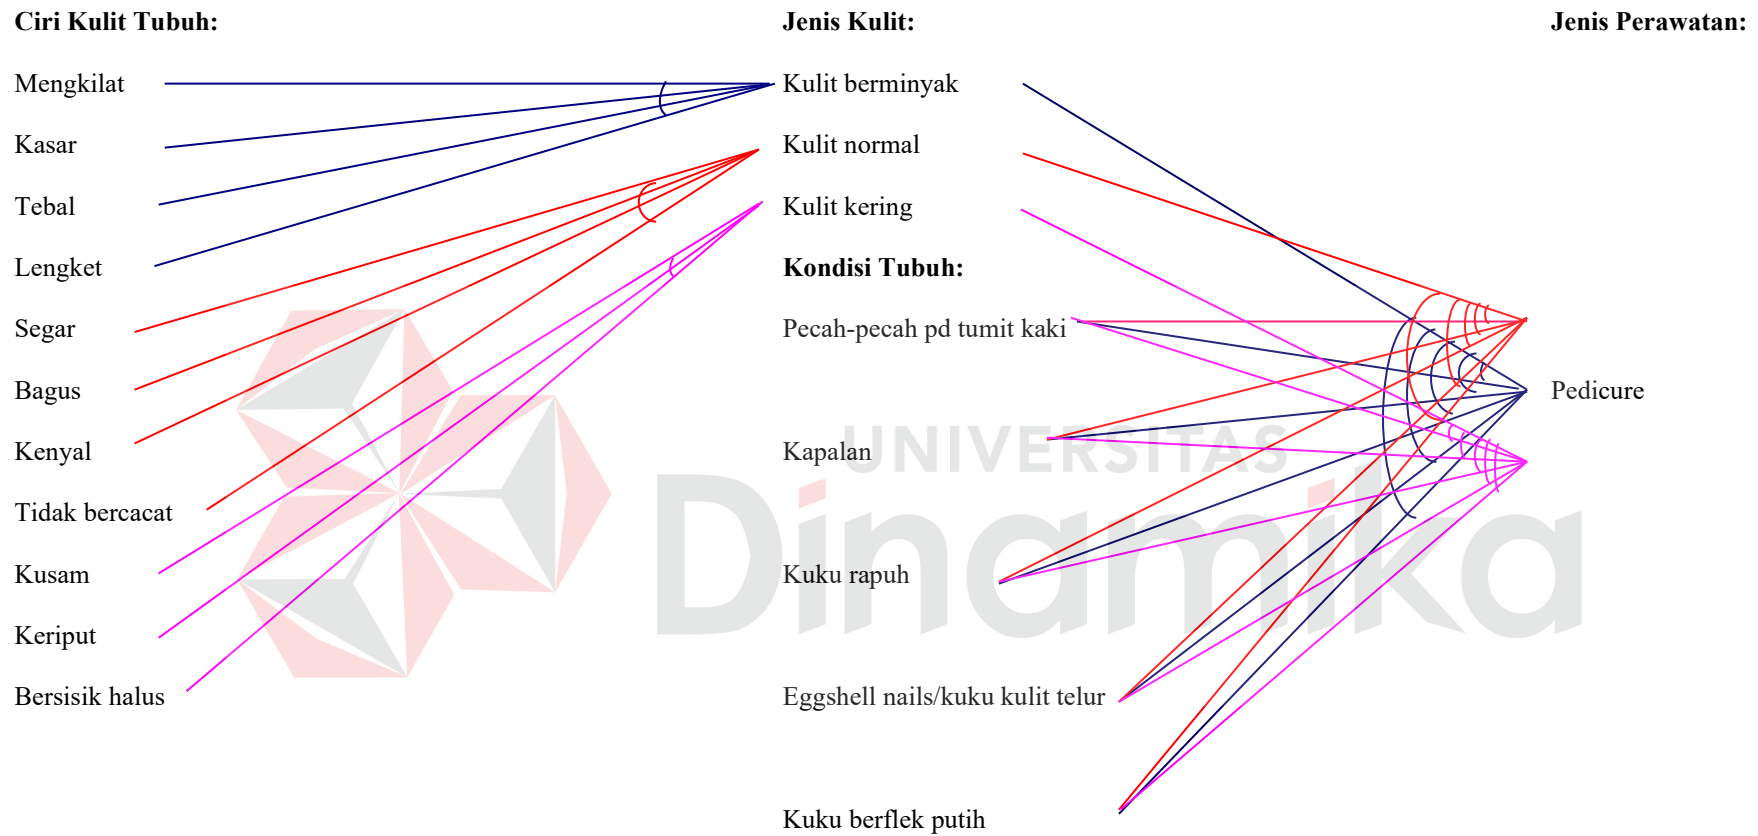 Ciri Kulit Tubuh:
Jenis Kulit:
Jenis Perawatan:
Mengkilat
Kulit berminyak
Kasar
Kulit normal
Tebal
Kulit kering
Lengket
Kondisi Tubuh:
Segar
Pecah-pecah pd tumit kaki
Bagus
Pedicure
Kenyal
Kapalan
UNIVERSITAS
Dinamika
Tidak bercacat
Kusam
Kuku rapuh
Keriput
Bersisik halus
Eggshell nails/kuku kulit telur
Kuku berflek putih